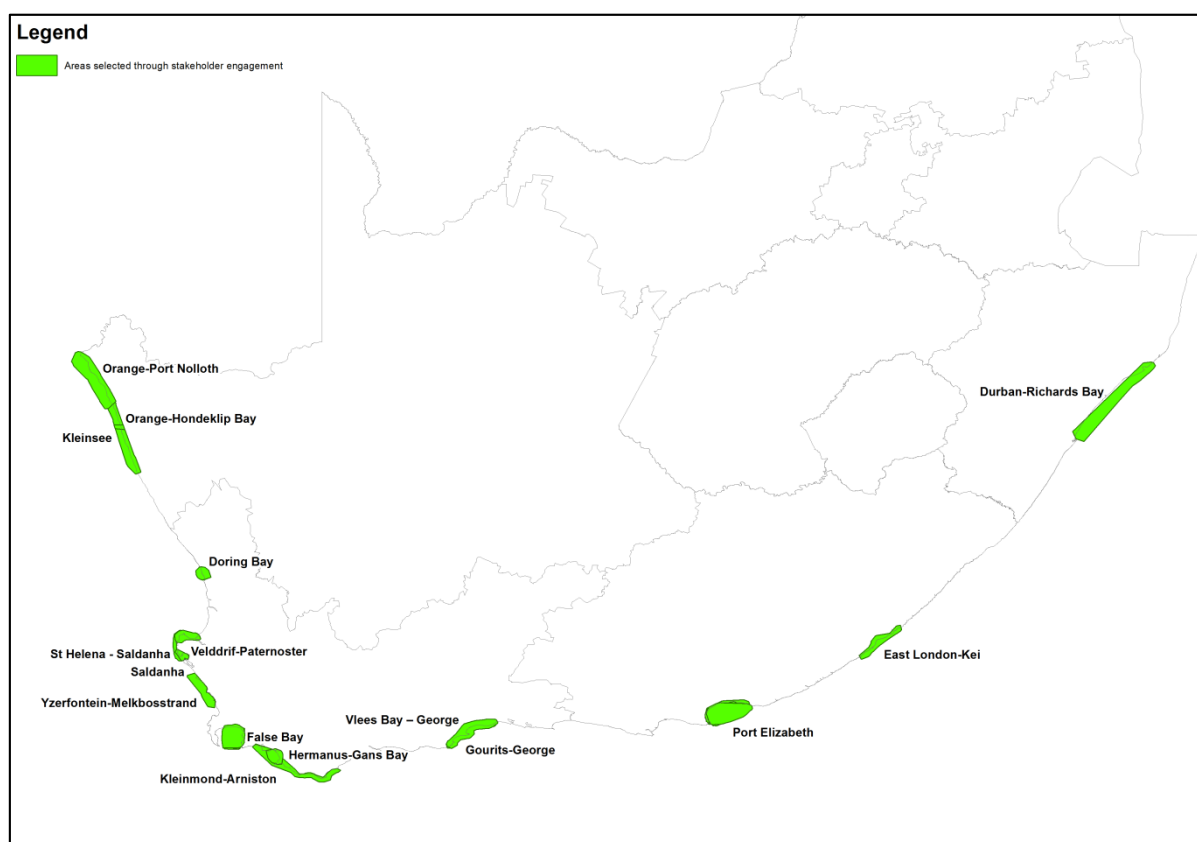 Legend
Areas selected through stakeholder engagement
Orange-Port Nolloth
Durban-Richards Bay
Orange-Hondeklip Bay
Kleinsee
Doring Bay
St Helena - Saldanha
Velddrif-Paternoster
East London-Kei
Saldanha
Yzerfontein-Melkbosstrand
Vlees Bay – George
Port Elizabeth
False Bay
Gourits-George
Hermanus-Gans Bay
Kleinmond-Arniston